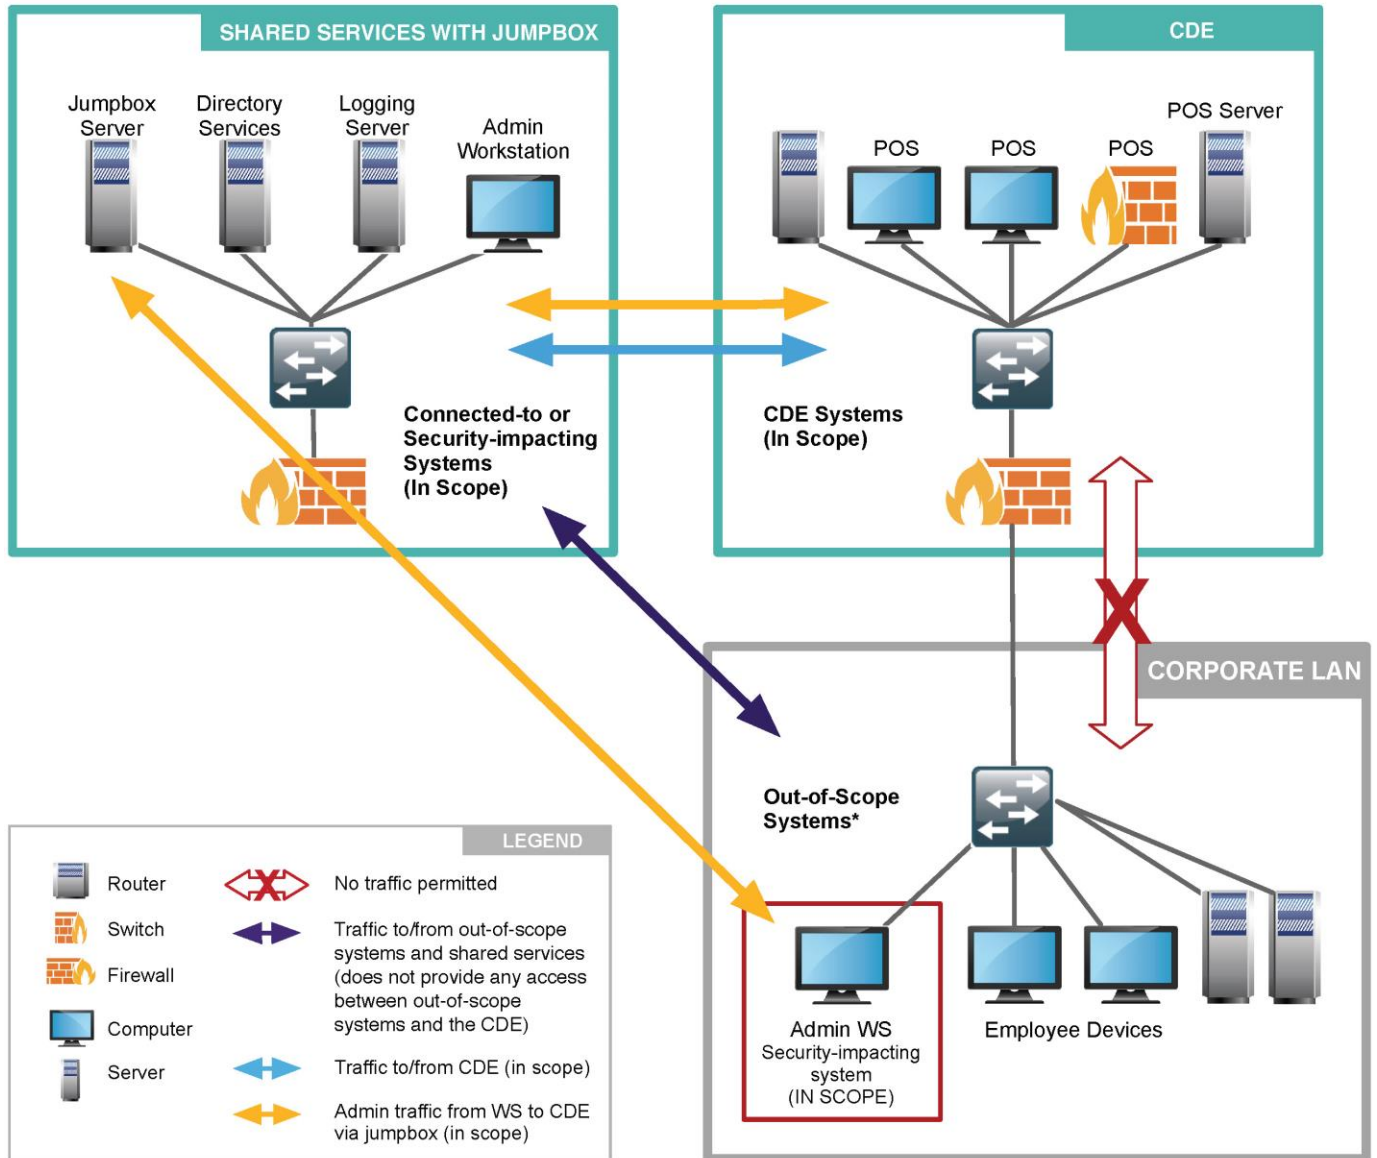 SHARED SERVICES WITH JUMPBOX
Jumpbox
Server
Directory
Services
Logging
Server
Admin
Workstation
Connected-to or
Security-impacting
Systems
(In Scope)
CDE
POS
POS
POS
POS Server
CDE Systems
(In Scope)
CORPORATE LAN
Out-of-Scope
Systems*
Admin WS
Security-impacting
system
(IN SCOPE)
Employee Devices
LEGEND
Router
Switch
Firewall
Computer
Server
No traffic permitted
Traffic to/from out-of-scope
systems and shared services
(does not provide any access
between out-of-scope
systems and the CDE)
Traffic to/from CDE (in scope)
Admin traffic from WS to CDE
via jumpbox (in scope)